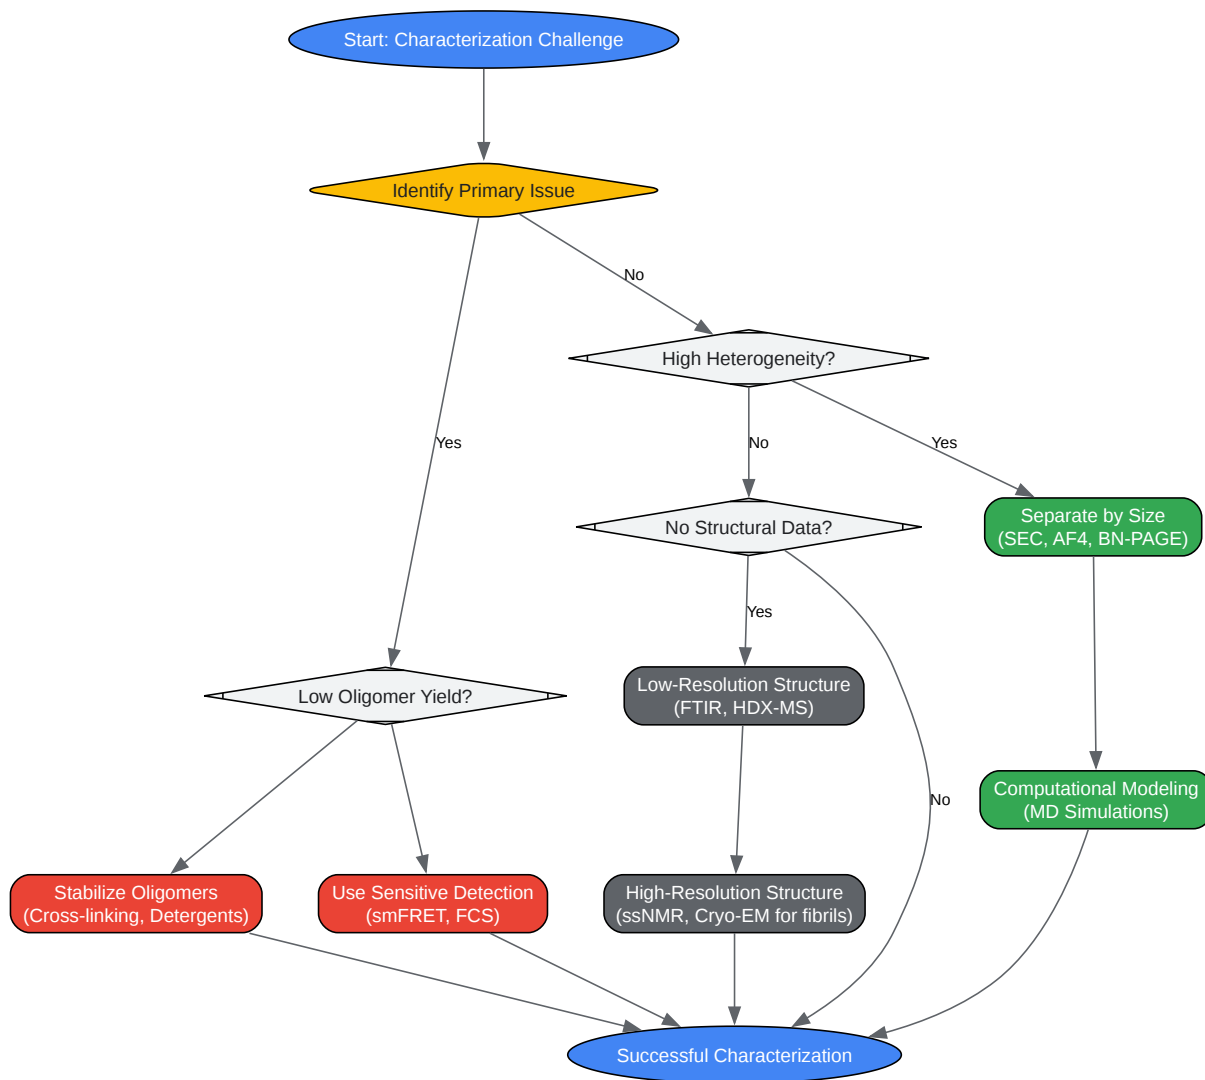 Start: Characterization Challenge
Identify Primary Issue
No
High Heterogeneity?
Yes
No
Yes
No Structural Data?
Separate by Size
(SEC, AF4, BN-PAGE)
Yes
Low Oligomer Yield?
Low-Resolution Structure
(FTIR, HDX-MS)
No
Computational Modeling
(MD Simulations)
Stabilize Oligomers
(Cross-linking, Detergents)
Use Sensitive Detection
(smFRET, FCS)
High-Resolution Structure
(ssNMR, Cryo-EM for fibrils)
Successful Characterization